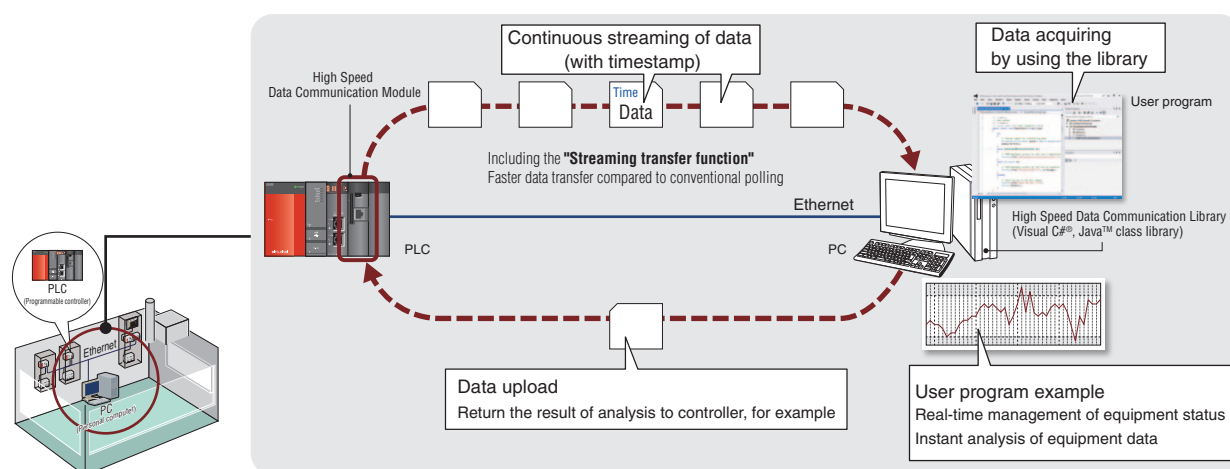 Continuous streaming of data
(with timestamp)
Data acquiring
by using the library
High Speed
Data Communication Module
Time
Data
User program
Including the "Streaming transfer function"
Faster data transfer compared to conventional polling
Ethernet
PLC
PC
High Speed Data Communication Library
(Visual C#®, Java™ class library)
PLC
(Programmable controller)
Ethernet
PC
(Personal computer)
Data upload
Return the result of analysis to controller, for example
User program example
Real-time management of equipment status
Instant analysis of equipment data